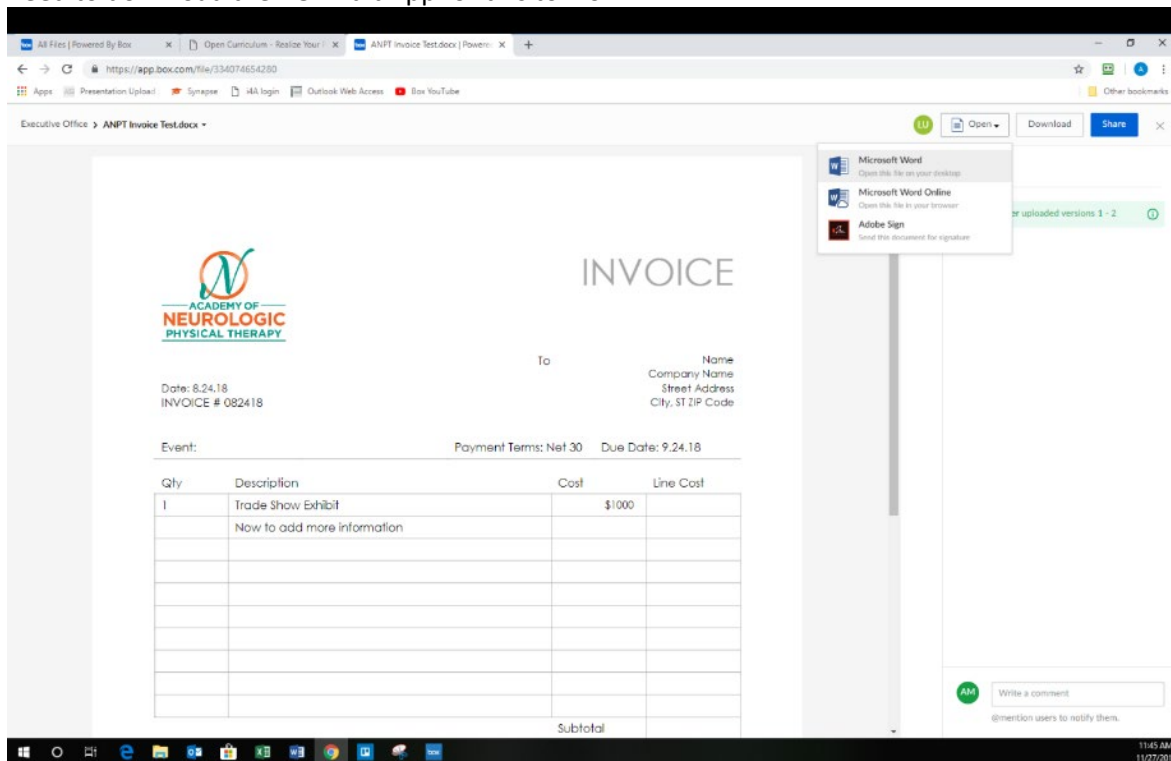 All Files | Powered By Box
Open Curriculum - Realize Your
ANPT Invoice Test.docx | Powere
https://app.box.com/file/334074654280
Apps
Presentation Upload
Synapse
i4A login
Outlook Web Access
Box YouTube
Other bookmarks
Executive Office > ANPT Invoice Test.docx
LU
Open
Download
Share
Microsoft Word
Open this file on your desktop
Microsoft Word Online
Open this file in your browser
er uploaded versions 1 - 2
Adobe Sign
Send this document for signature
INVOICE
ACADEMY OF
NEUROLOGIC
PHYSICAL THERAPY
To Name
Company Name
Date: 8.24.18 Street Address
INVOICE # 082418 City, ST ZIP Code
Event: Payment Terms: Net 30 Due Date: 9.24.18
Qty Description Cost Line Cost
1 Trade Show Exhibit $1000
Now to add more information
Subtotal
AM
Write a comment
@mention users to notify them.
11:45 AM